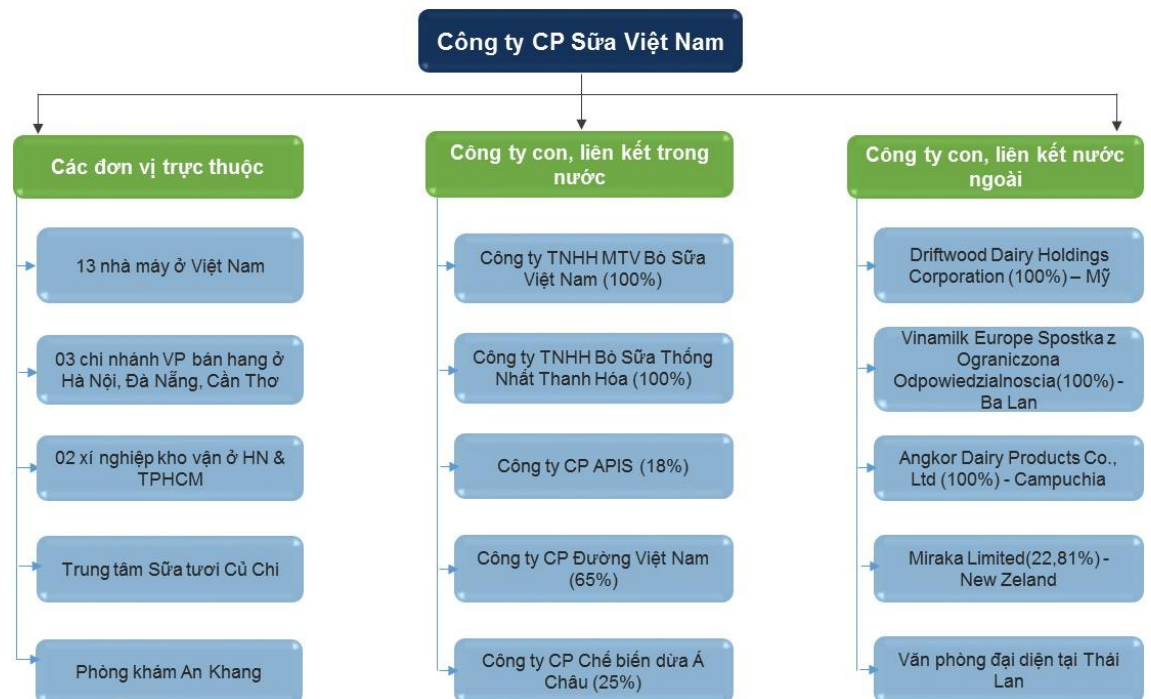 Công ty CP Sữa Việt Nam
Các đơn vị trực thuộc
13 nhà máy ở Việt Nam
03 chi nhánh VP bán hang ở
Hà Nội, Đà Nẵng, Cần Thơ
02 xí nghiệp kho vận ở HN &
TPHCM
Trung tâm Sữa tươi Củ Chi
Phòng khám An Khang
Công ty con, liên kết trong
nước
Công ty TNHH MTV Bò Sữa
Việt Nam (100%)
Công ty TNHH Bò Sữa Thống
Nhất Thanh Hóa (100%)
Công ty CP APIS (18%)
Công ty CP Đường Việt Nam
(65%)
Công ty CP Chế biến dừa Á
Châu (25%)
Công ty con, liên kết nước
ngoài
Driftwood Dairy Holdings
Corporation (100%) – Mỹ
Vinamilk Europe Spostka z
Ograniczona
Odpowiedzialnoscia(100%) -
Ba Lan
Angkor Dairy Products Co.,
Ltd (100%) - Campuchia
Miraka Limited(22,81%) -
New Zeland
Văn phòng đại diện tại Thái
Lan